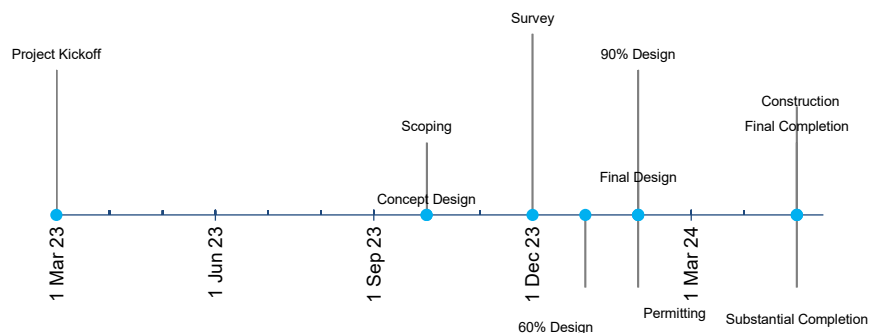 Survey
Project Kickoff
90% Design
Construction
Scoping
Final Completion
Final Design
Concept Design
1 Mar 23
1 Jun 23
1 Sep 23
1 Dec 23
1 Mar 24
Permitting
Substantial Completion
60% Design